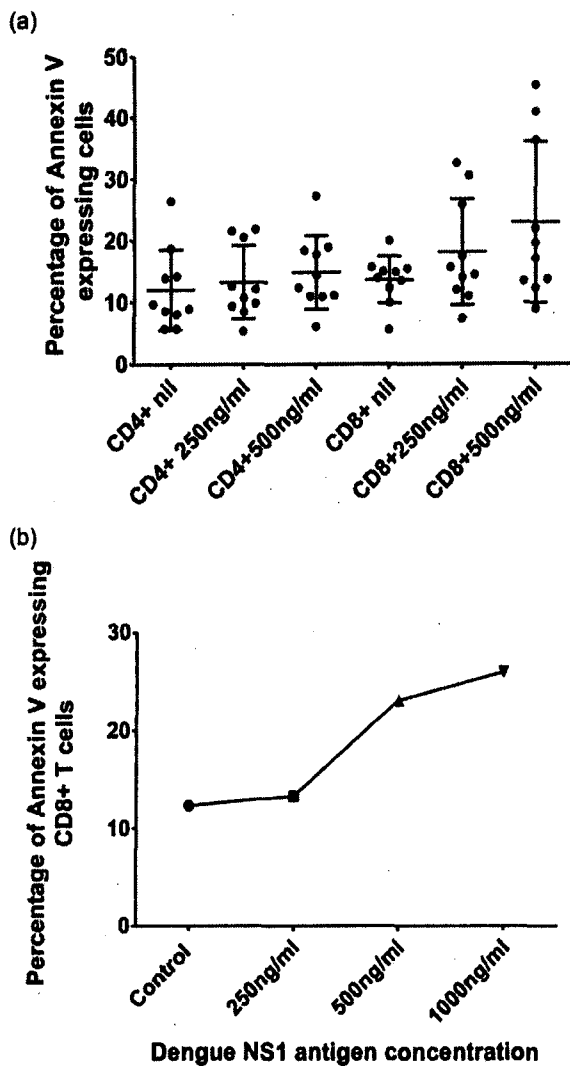 (a)
Percentage of Annexin V
expressing cells
50
40
30
20
10
0
CD4+ nil
CD4+ 250ng/ml
CD4+500ng/ml
CD8+ nil
CD8+250ng/ml
CD8+500ng/ml
(b)
Percentage of Annexin V expressing
CD8+ T cells
30
20
10
0
Control
250ng/ml
500ng/ml
1000ng/ml
Dengue NS1 antigen concentration